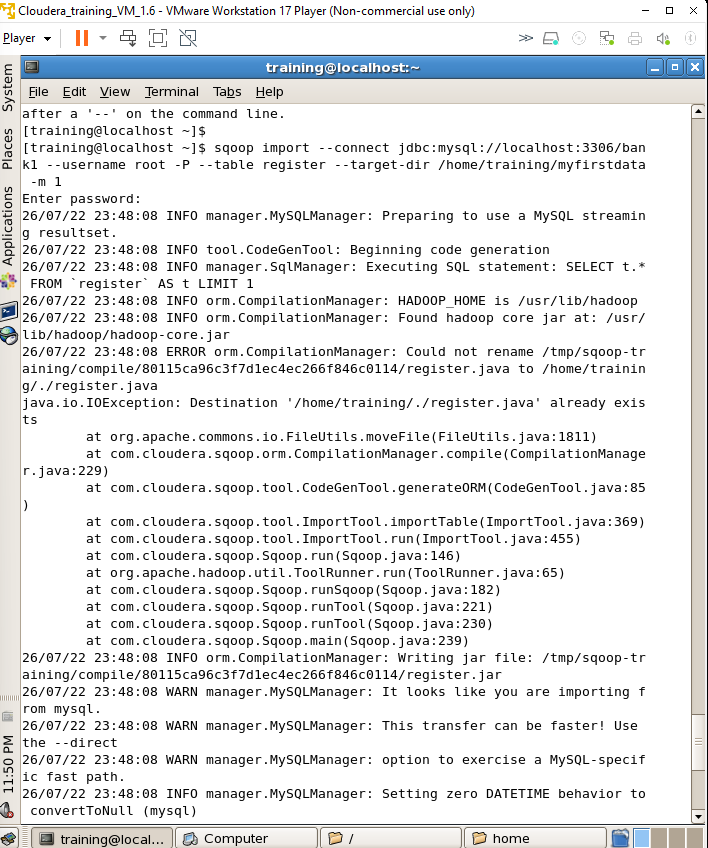 Cloudera_training_VM_1.6 - VMware Workstation 17 Player (Non-commercial use only)
Player
training@localhost:~
File Edit View Terminal Tabs Help
after a '--' on the command line.
[training@localhost ~]$
[training@localhost ~]$ sqoop import --connect jdbc:mysql://localhost:3306/ban
k1 --username root -P --table register --target-dir /home/training/myfirstdata
-m 1
Enter password:
26/07/22 23:48:08 INFO manager.MySQLManager: Preparing to use a MySQL streamin
g resultset.
26/07/22 23:48:08 INFO tool.CodeGenTool: Beginning code generation
26/07/22 23:48:08 INFO manager.SqlManager: Executing SQL statement: SELECT t.*
FROM `register` AS t LIMIT 1
26/07/22 23:48:08 INFO orm.CompilationManager: HADOOP_HOME is /usr/lib/hadoop
26/07/22 23:48:08 INFO orm.CompilationManager: Found hadoop core jar at: /usr/
lib/hadoop/hadoop-core.jar
26/07/22 23:48:08 ERROR orm.CompilationManager: Could not rename /tmp/sqoop-tr
aining/compile/80115ca96c3f7d1ec4ec266f846c0114/register.java to /home/trainin
g/./register.java
java.io.IOException: Destination '/home/training/./register.java' already exis
ts
at org.apache.commons.io.FileUtils.moveFile(FileUtils.java:1811)
at com.cloudera.sqoop.orm.CompilationManager.compile(CompilationManage
r.java:229)
at com.cloudera.sqoop.tool.CodeGenTool.generateORM(CodeGenTool.java:85
)
at com.cloudera.sqoop.tool.ImportTool.importTable(ImportTool.java:369)
at com.cloudera.sqoop.tool.ImportTool.run(ImportTool.java:455)
at com.cloudera.sqoop.Sqoop.run(Sqoop.java:146)
at org.apache.hadoop.util.ToolRunner.run(ToolRunner.java:65)
at com.cloudera.sqoop.Sqoop.runSqoop(Sqoop.java:182)
at com.cloudera.sqoop.Sqoop.runTool(Sqoop.java:221)
at com.cloudera.sqoop.Sqoop.runTool(Sqoop.java:230)
at com.cloudera.sqoop.Sqoop.main(Sqoop.java:239)
26/07/22 23:48:08 INFO orm.CompilationManager: Writing jar file: /tmp/sqoop-tr
aining/compile/80115ca96c3f7d1ec4ec266f846c0114/register.jar
26/07/22 23:48:08 WARN manager.MySQLManager: It looks like you are importing f
rom mysql.
26/07/22 23:48:08 WARN manager.MySQLManager: This transfer can be faster! Use
the --direct
26/07/22 23:48:08 WARN manager.MySQLManager: option to exercise a MySQL-specif
ic fast path.
26/07/22 23:48:08 INFO manager.MySQLManager: Setting zero DATETIME behavior to
convertToNull (mysql)
System
Places
Applications
11:50 PM
training@local...
Computer
/
home